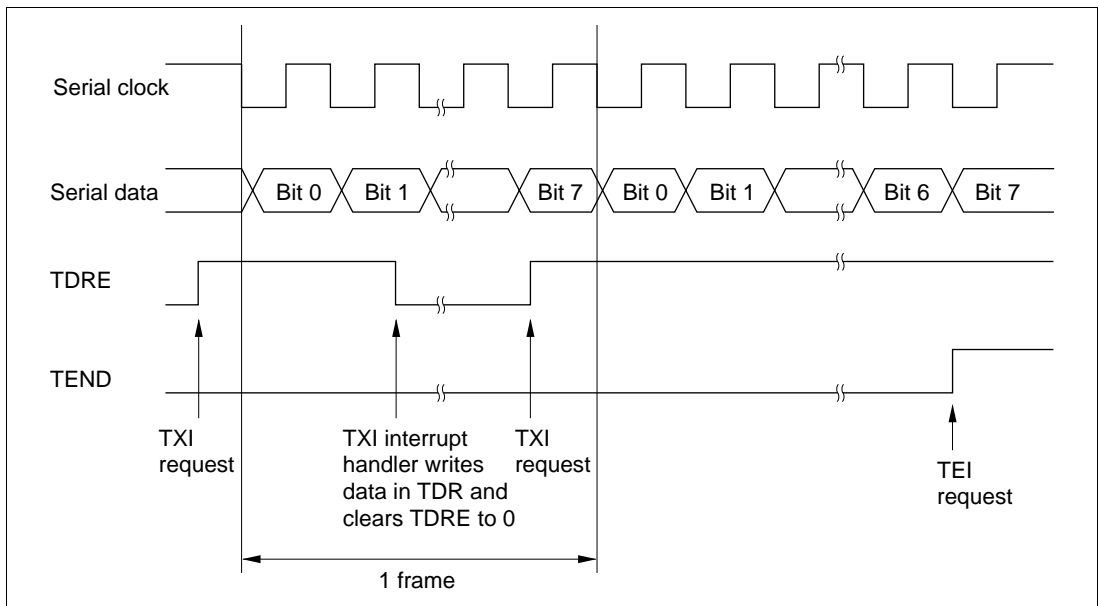 Serial clock
Serial data
Bit 0
Bit 1
Bit 7
Bit 0
Bit 1
Bit 6
Bit 7
TDRE
TEND
TXI
request
TXI interrupt
handler writes
data in TDR and
clears TDRE to 0
TXI
request
TEI
request
1 frame